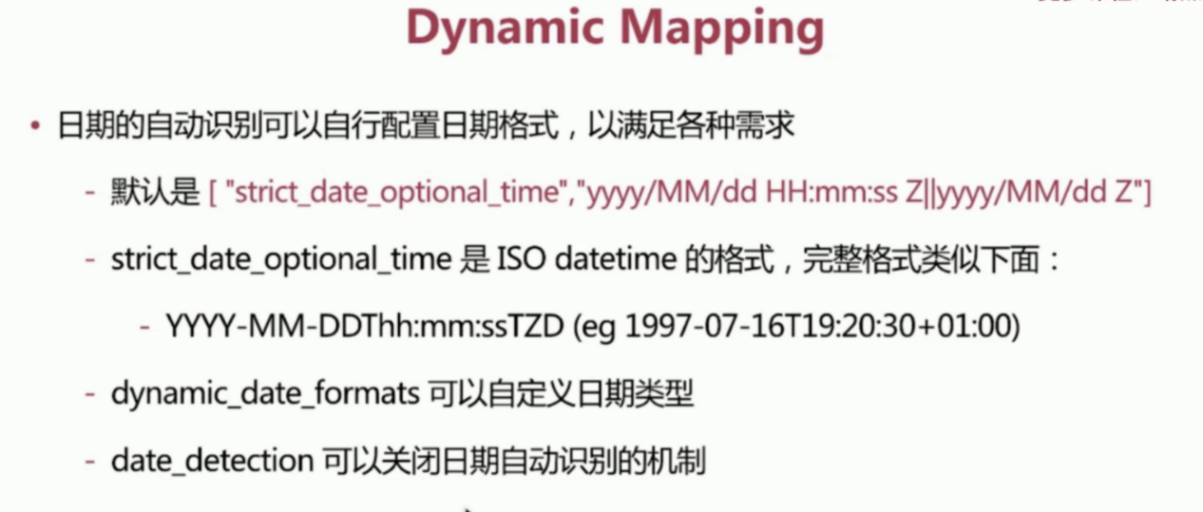 Dynamic Mapping
• 日期的自动识别可以自行配置日期格式，以满足各种需求
- 默认是 [ "strict_date_optional_time","yyyy/MM/dd HH:mm:ss Z||yyyy/MM/dd Z"]
- strict_date_optional_time 是 ISO datetime 的格式，完整格式类似下面：
- YYYY-MM-DDThh:mm:ssTZD (eg 1997-07-16T19:20:30+01:00)
- dynamic_date_formats 可以自定义日期类型
- date_detection 可以关闭日期自动识别的机制